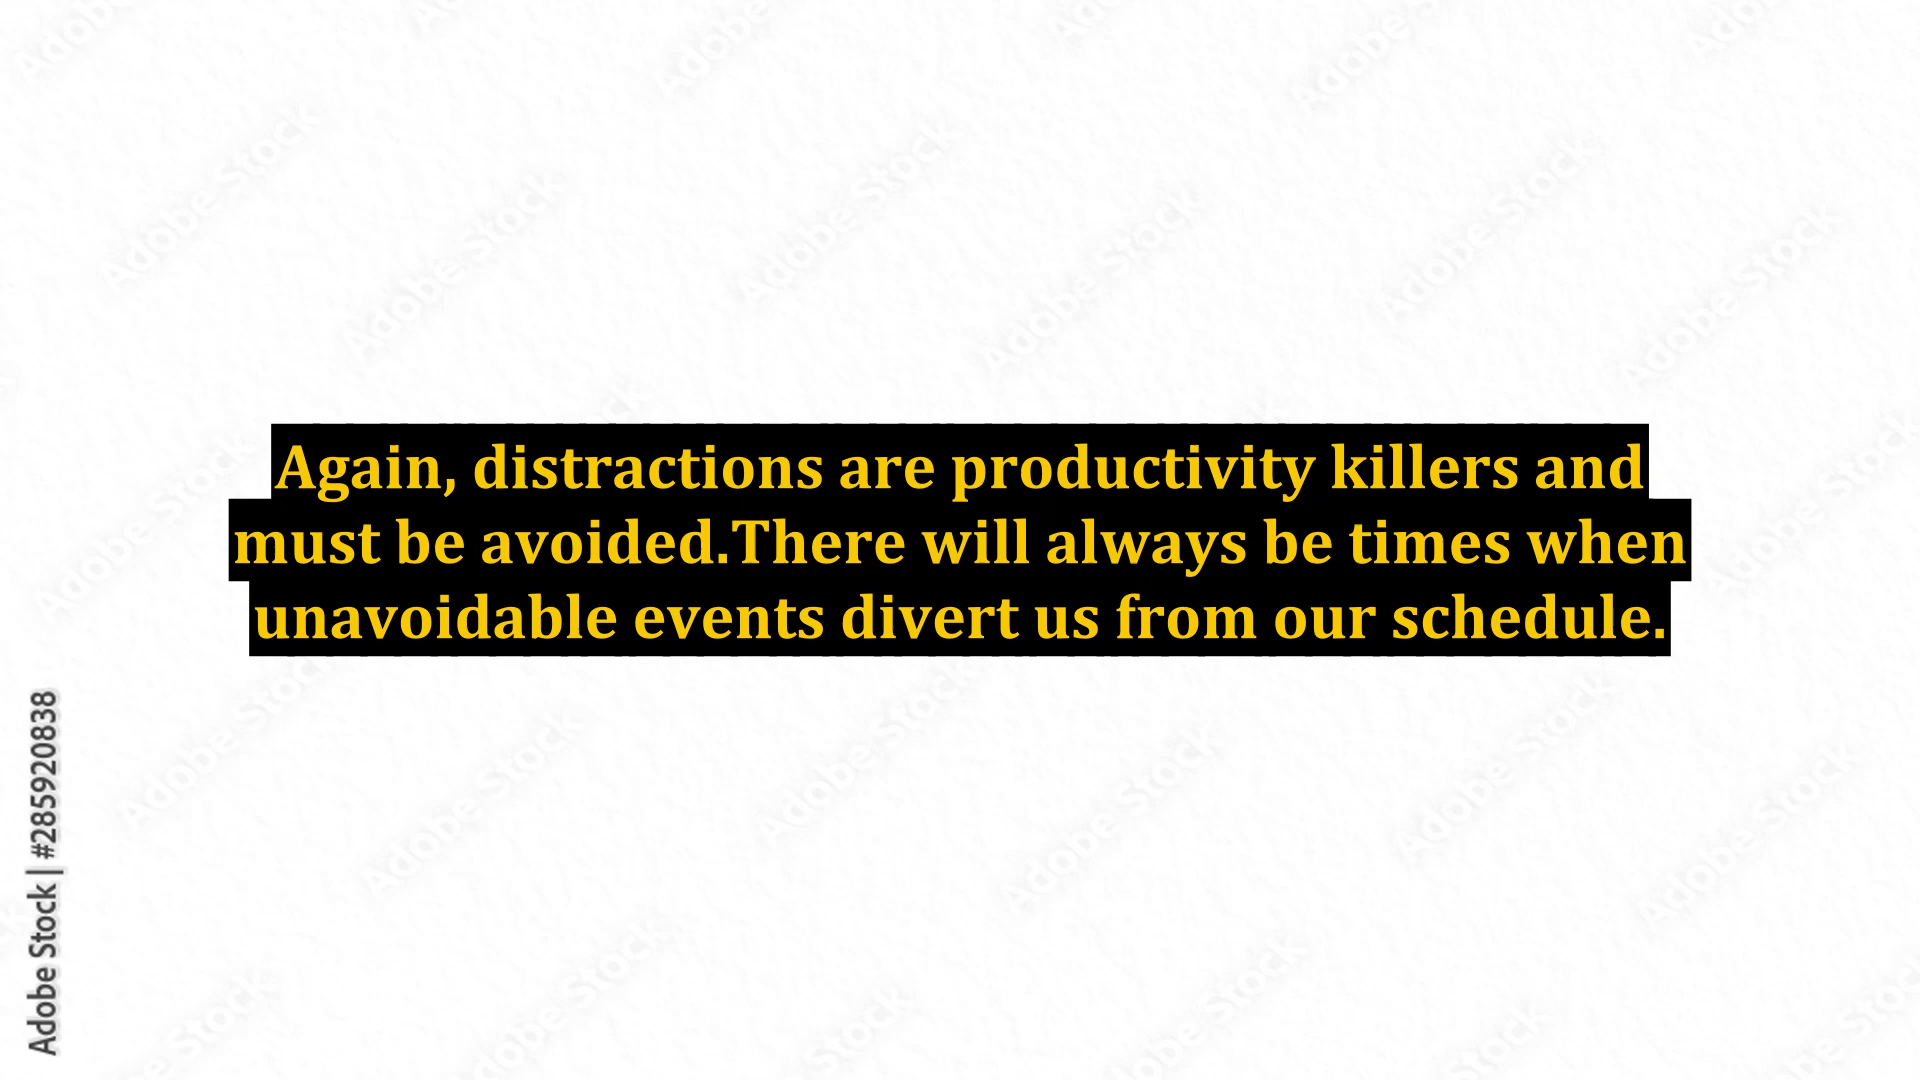 Again, distractions are productivity killers and
must be avoided.There will always be times when
unavoidable events divert us from our schedule.
Adobe Stock | #285920838